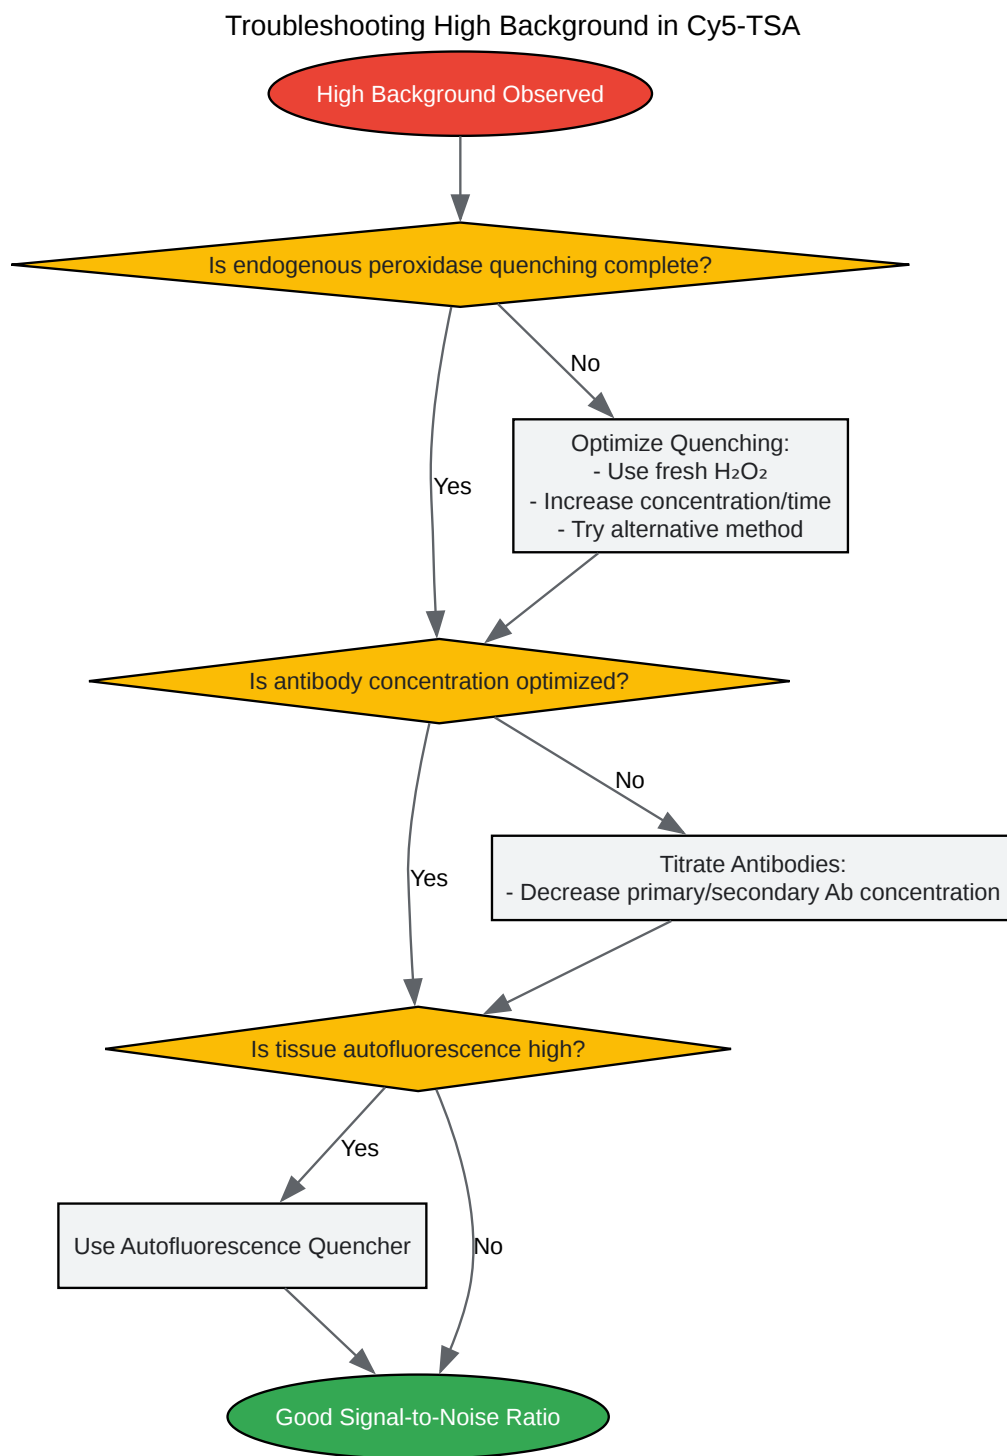 Troubleshooting High Background in Cy5-TSA
High Background Observed
Is endogenous peroxidase quenching complete?
No
Optimize Quenching:
- Use fresh H₂O₂
- Increase concentration/time
- Try alternative method
Yes
Is antibody concentration optimized?
No
Titrate Antibodies:
- Decrease primary/secondary Ab concentration
Yes
Is tissue autofluorescence high?
Yes
Use Autofluorescence Quencher
No
Good Signal-to-Noise Ratio